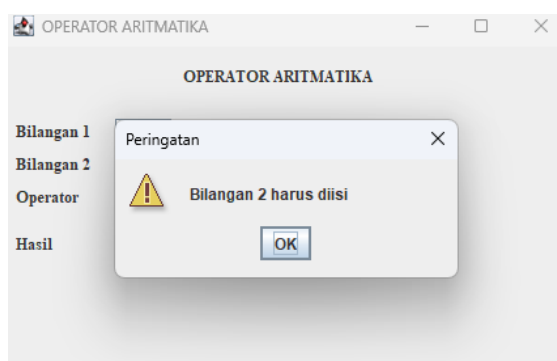 OPERATOR ARITMATIKA
OPERATOR ARITMATIKA
Bilangan 1
Bilangan 2
Operator
Hasil
Peringatan
Bilangan 2 harus diisi
OK